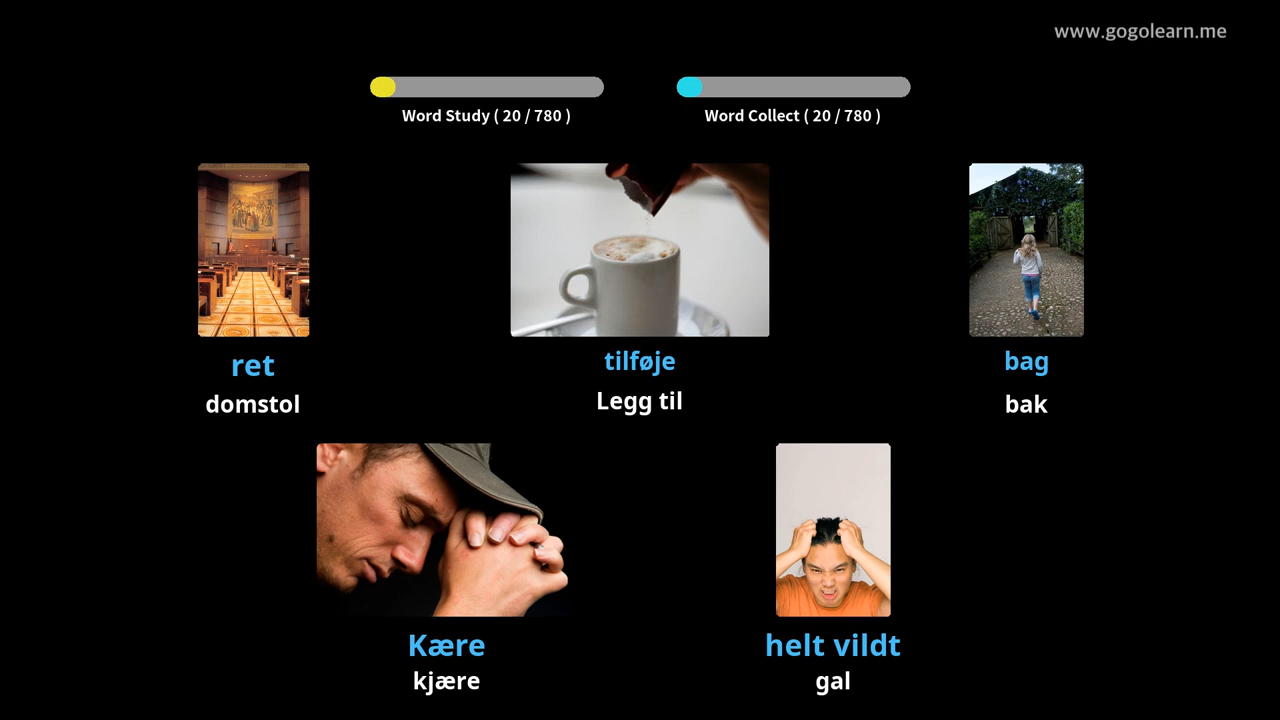 www.gogolearn.me
Word Study ( 20 / 780 )
Word Collect ( 20 / 780 )
ret
domstol
tilføje
Legg til
bag
bak
Kære
kjære
helt vildt
gal